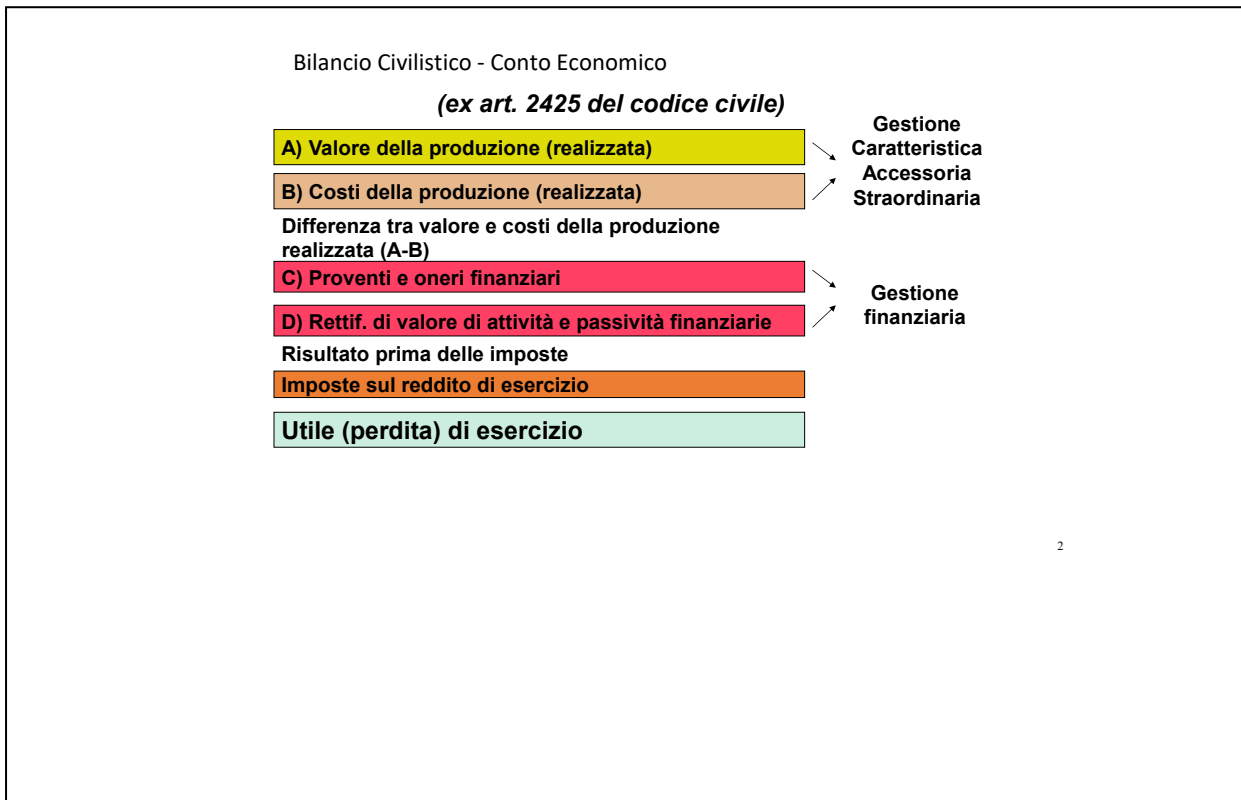 Bilancio Civilistico - Conto Economico
(ex art. 2425 del codice civile)
A) Valore della produzione (realizzata)
B) Costi della produzione (realizzata)
Gestione
Caratteristica
Accessoria
Straordinaria
Differenza tra valore e costi della produzione
realizzata (A-B)
C) Proventi e oneri finanziari
D) Rettif. di valore di attività e passività finanziarie
Gestione
finanziaria
Risultato prima delle imposte
Imposte sul reddito di esercizio
Utile (perdita) di esercizio
2